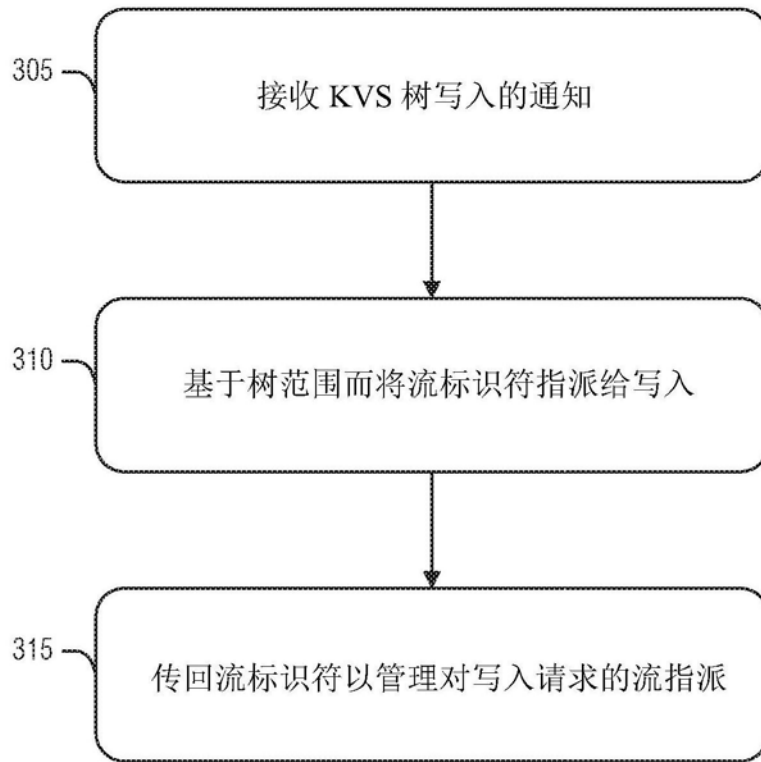 305
接收 KVS 树写入的通知
310
基于树范围而将流标识符指派给写入
315
传回流标识符以管理对写入请求的流指派